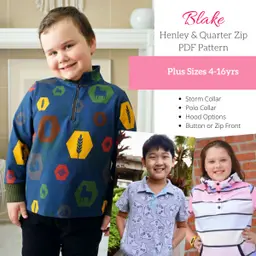 Blake
Henley & Quarter Zip
PDF Pattern
Plus Sizes 4-16yrs
Storm Collar
Polo Collar
Hood Options
Button or Zip Front